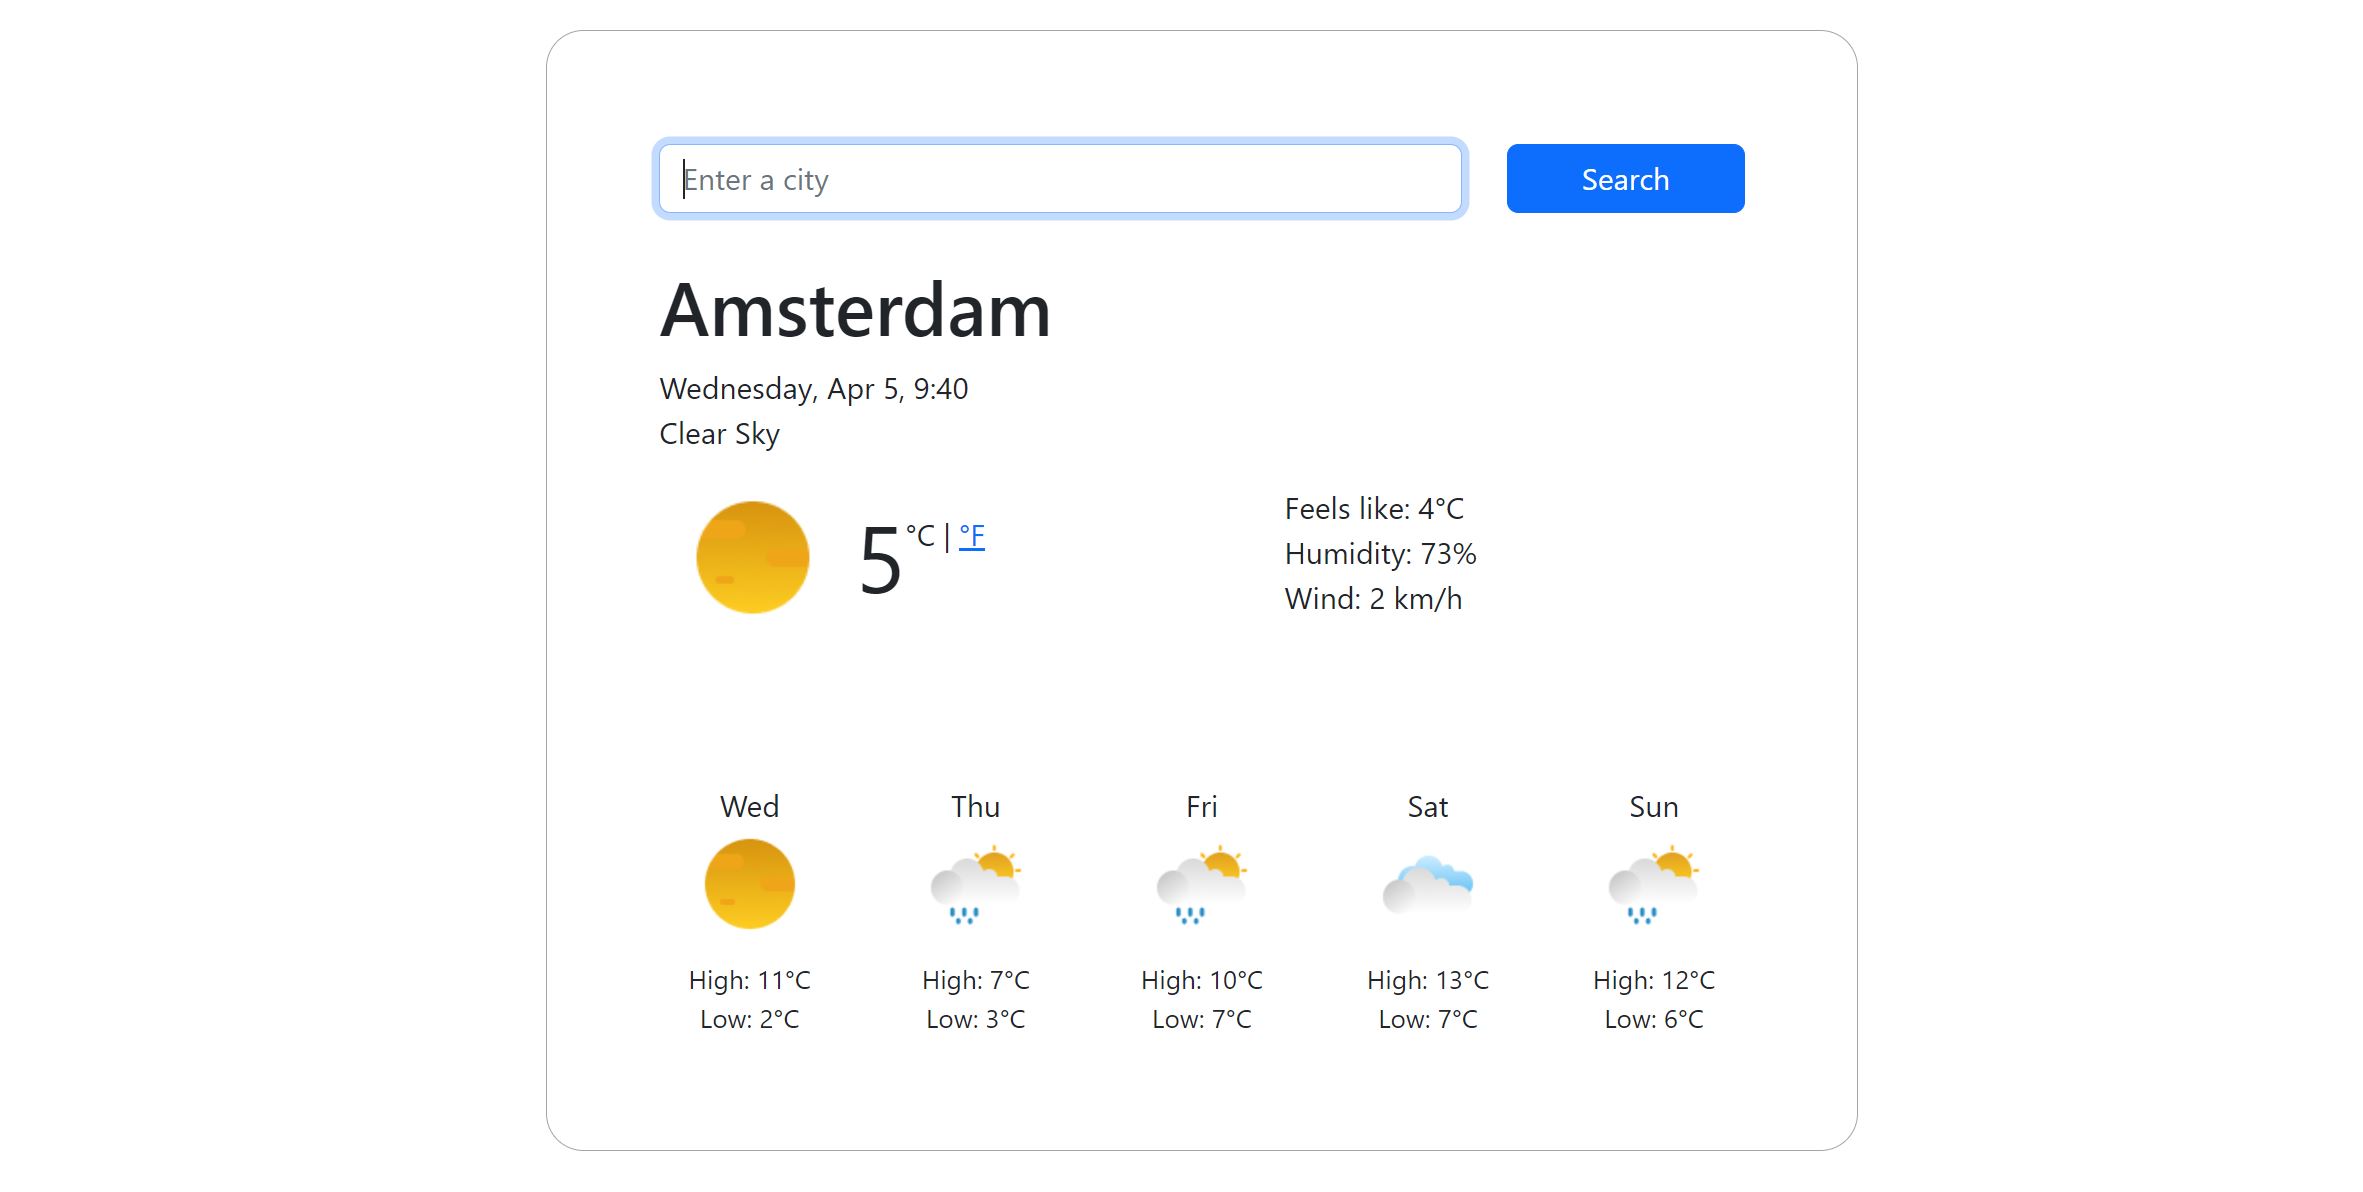 Enter a city
Search
Amsterdam
Wednesday, Apr 5, 9:40
Clear Sky
5 °C | °F
Feels like: 4°C
Humidity: 73%
Wind: 2 km/h
Wed
Thu
Fri
Sat
Sun
High: 11°C
High: 7°C
High: 10°C
High: 13°C
High: 12°C
Low: 2°C
Low: 3°C
Low: 7°C
Low: 7°C
Low: 6°C